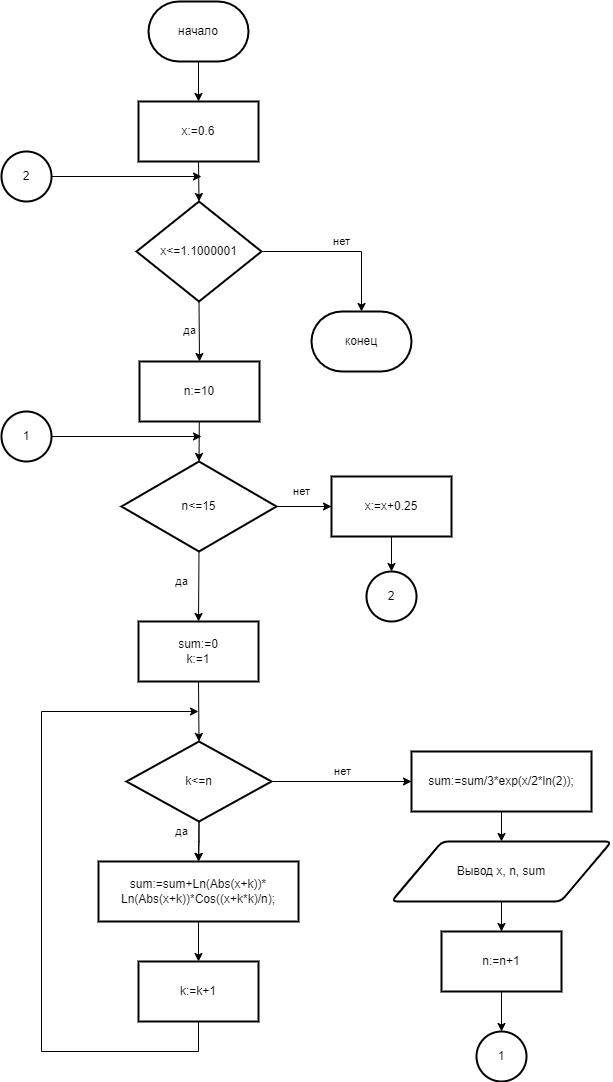 начало
x:=0.6
2
x<=1.1000001
нет
конец
да
n:=10
1
n<=15
нет
x:=x+0.25
2
да
sum:=0
k:=1
k<=n
нет
sum:=sum/3*exp(x/2*ln(2));
да
sum:=sum+Ln(Abs(x+k))*
Ln(Abs(x+k))*Cos((x+k*k)/n);
Вывод x, n, sum
k:=k+1
n:=n+1
1